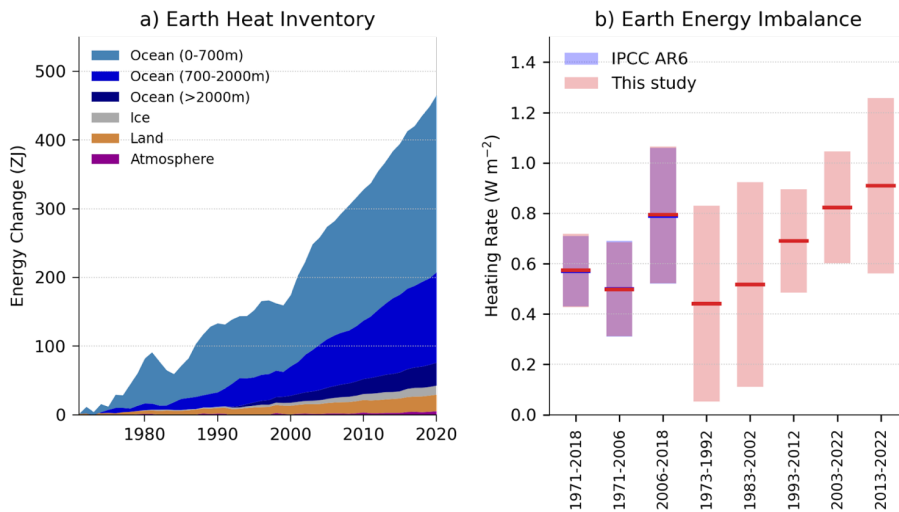 a) Earth Heat Inventory
Energy Change (ZJ)
500
400
300
200
100
0
Ocean (0-700m)
Ocean (700-2000m)
Ocean (>2000m)
Ice
Land
Atmosphere
1980
1990
2000
2010
2020
b) Earth Energy Imbalance
Heating Rate (W m⁻²)
1.4
1.2
1.0
0.8
0.6
0.4
0.2
0.0
IPCC AR6
This study
1971-2018
1971-2006
2006-2018
1973-1992
1983-2002
1993-2012
2003-2022
2013-2022